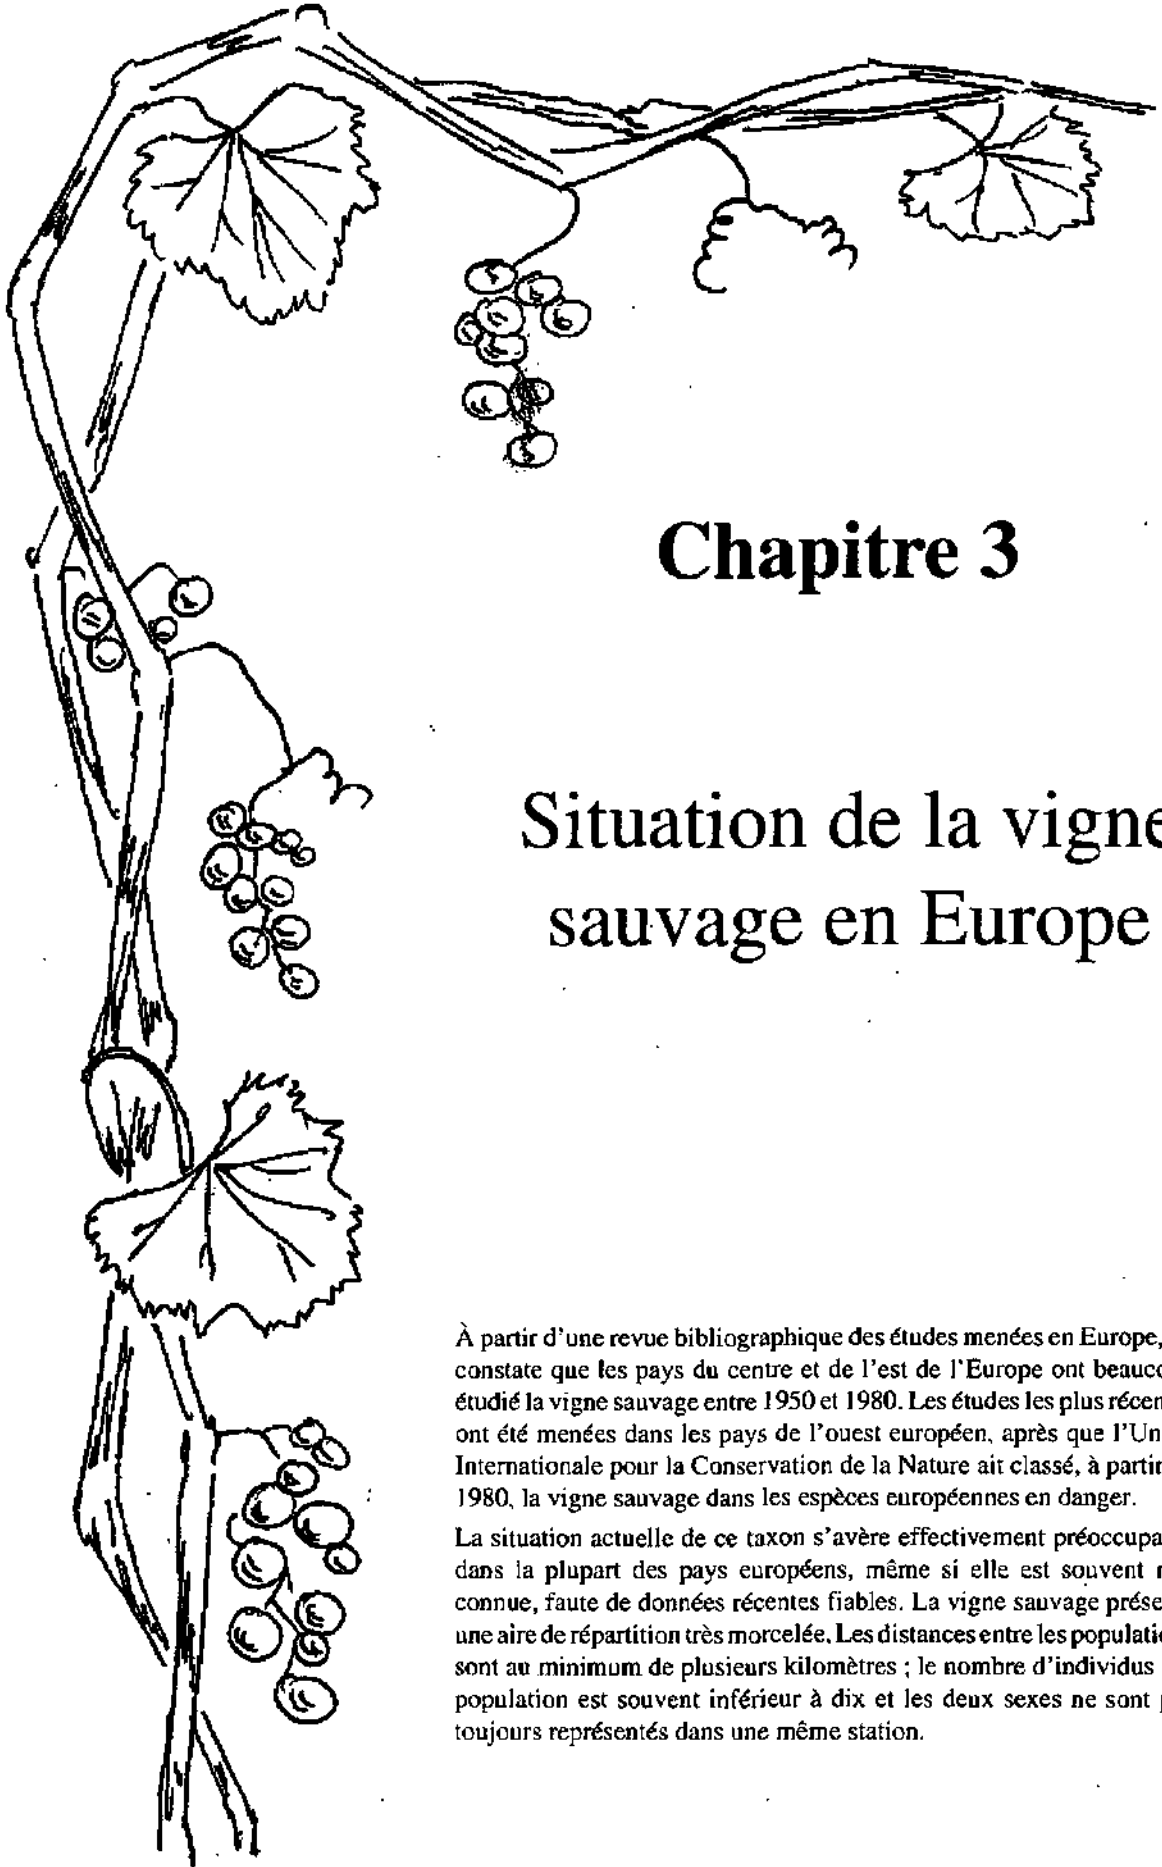 Chapitre 3
Situation de la vigne
sauvage en Europe
À partir d'une revue bibliographique des études menées en Europe,
constate que les pays du centre et de l'est de l'Europe ont beauco
étudié la vigne sauvage entre 1950 et 1980. Les études les plus récen
ont été menées dans les pays de l'ouest européen, après que l'Un
Internationale pour la Conservation de la Nature ait classé, à partir
1980, la vigne sauvage dans les espèces européennes en danger.
La situation actuelle de ce taxon s'avère effectivement préoccupa
dans la plupart des pays européens, même si elle est souvent
connue, faute de données récentes fiables. La vigne sauvage prése
une aire de répartition très morcelée. Les distances entre les populatio
sont au minimum de plusieurs kilomètres ; le nombre d'individus
population est souvent inférieur à dix et les deux sexes ne sont
toujours représentés dans une même station.